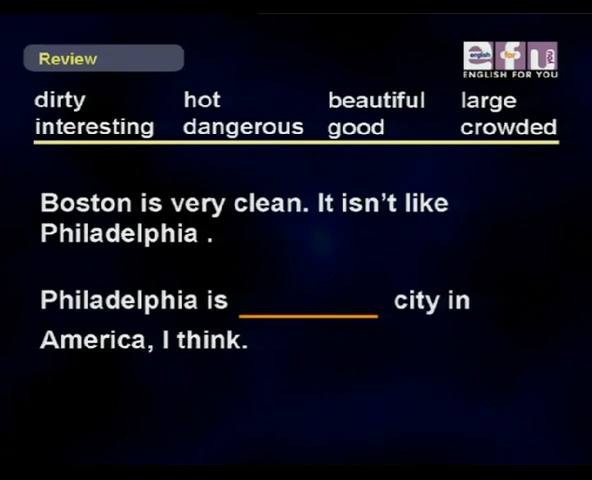 Review
english for you
ENGLISH FOR YOU
dirty hot beautiful large
interesting dangerous good crowded
Boston is very clean. It isn't like
Philadelphia .
Philadelphia is __________ city in
America, I think.